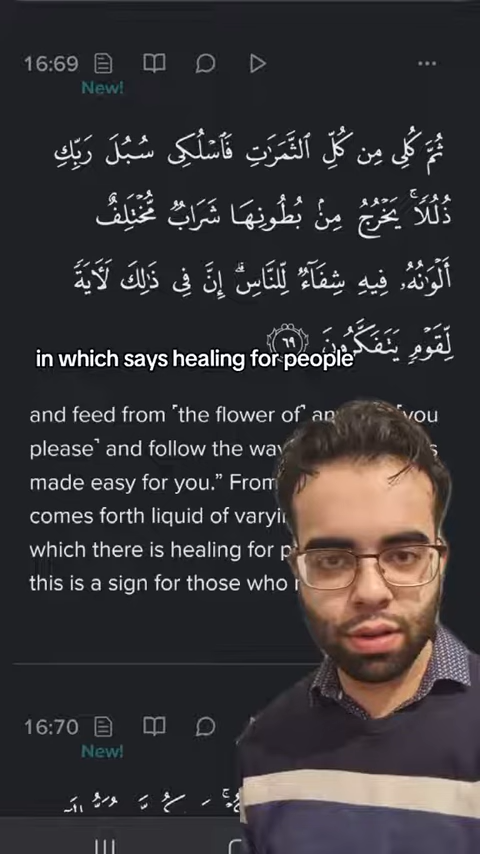 16:69
New!
ثُمَّ كُلِى مِن كُلِّ ٱلثَّمَرَٰتِ فَٱسْلُكِى سُبُلَ رَبِّكِ
ذُلُلًا ۚ يَخْرُجُ مِنۢ بُطُونِهَا شَرَابٌ مُّخْتَلِفٌ
أَلْوَٰنُهُۥ فِيهِ شِفَآءٌ لِّلنَّاسِ ۗ إِنَّ فِى ذَٰلِكَ لَـَٔايَةً
لِّقَوْمٍ يَتَفَكَّرُونَ ٦٩
in which says healing for people
and feed from ˹the flower of˺ ˹you
please˺ and follow the
made easy for you.” From
comes forth liquid of
which there is healing for
this is a sign for those who
16:70
New!